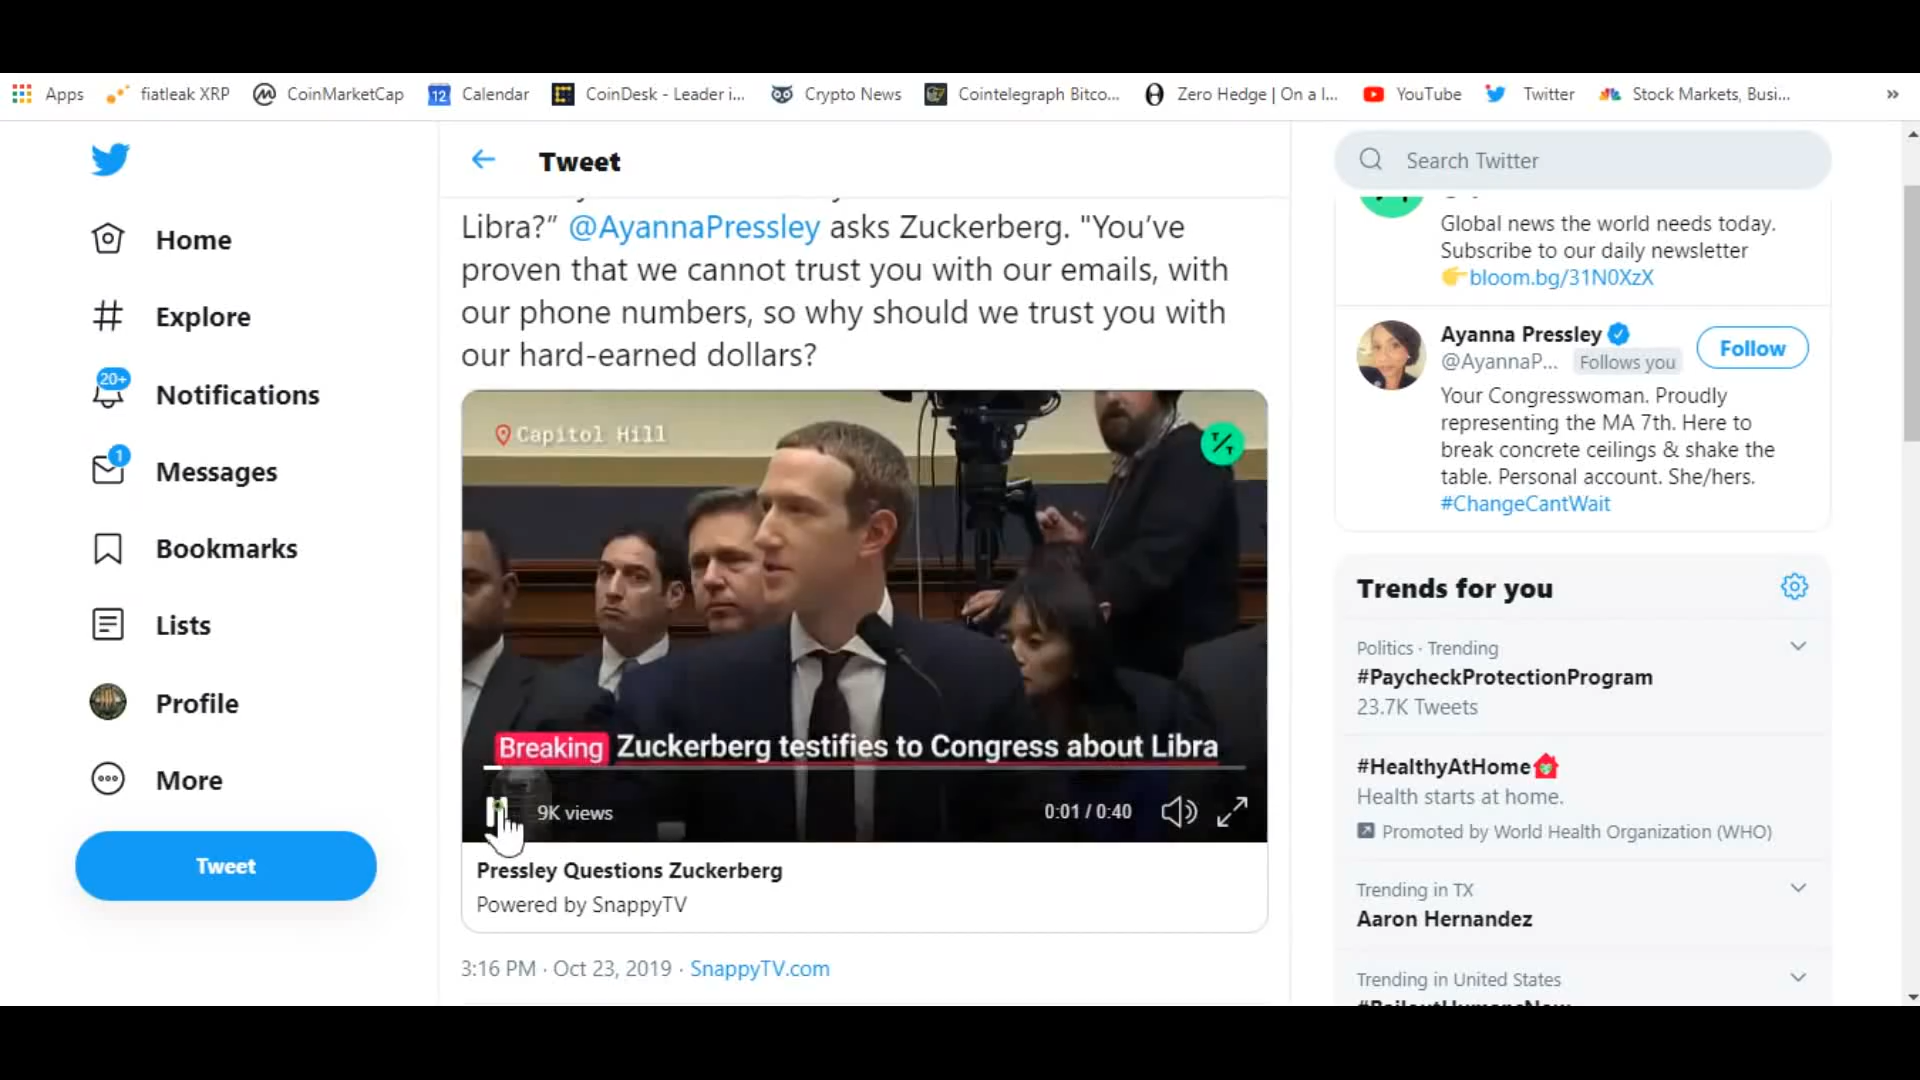 Apps
fiatleak XRP
CoinMarketCap
12
Calendar
CoinDesk - Leader i...
Crypto News
Cointelegraph Bitco...
Zero Hedge | On a l...
YouTube
Twitter
Stock Markets, Busi...
»
Tweet
Search Twitter
Home
Explore
20+
Notifications
1
Messages
Bookmarks
Lists
Profile
More
Tweet
Libra?” @AyannaPressley asks Zuckerberg. "You’ve
proven that we cannot trust you with our emails, with
our phone numbers, so why should we trust you with
our hard-earned dollars?
Capitol Hill
T/T
Breaking Zuckerberg testifies to Congress about Libra
9K views
0:01 / 0:40
Pressley Questions Zuckerberg
Powered by SnappyTV
3:16 PM · Oct 23, 2019 · SnappyTV.com
Global news the world needs today.
Subscribe to our daily newsletter
bloom.bg/31N0XzX
Ayanna Pressley
@AyannaP...
Follows you
Follow
Your Congresswoman. Proudly
representing the MA 7th. Here to
break concrete ceilings & shake the
table. Personal account. She/hers.
#ChangeCantWait
Trends for you
Politics · Trending
#PaycheckProtectionProgram
23.7K Tweets
#HealthyAtHome
Health starts at home.
Promoted by World Health Organization (WHO)
Trending in TX
Aaron Hernandez
Trending in United States